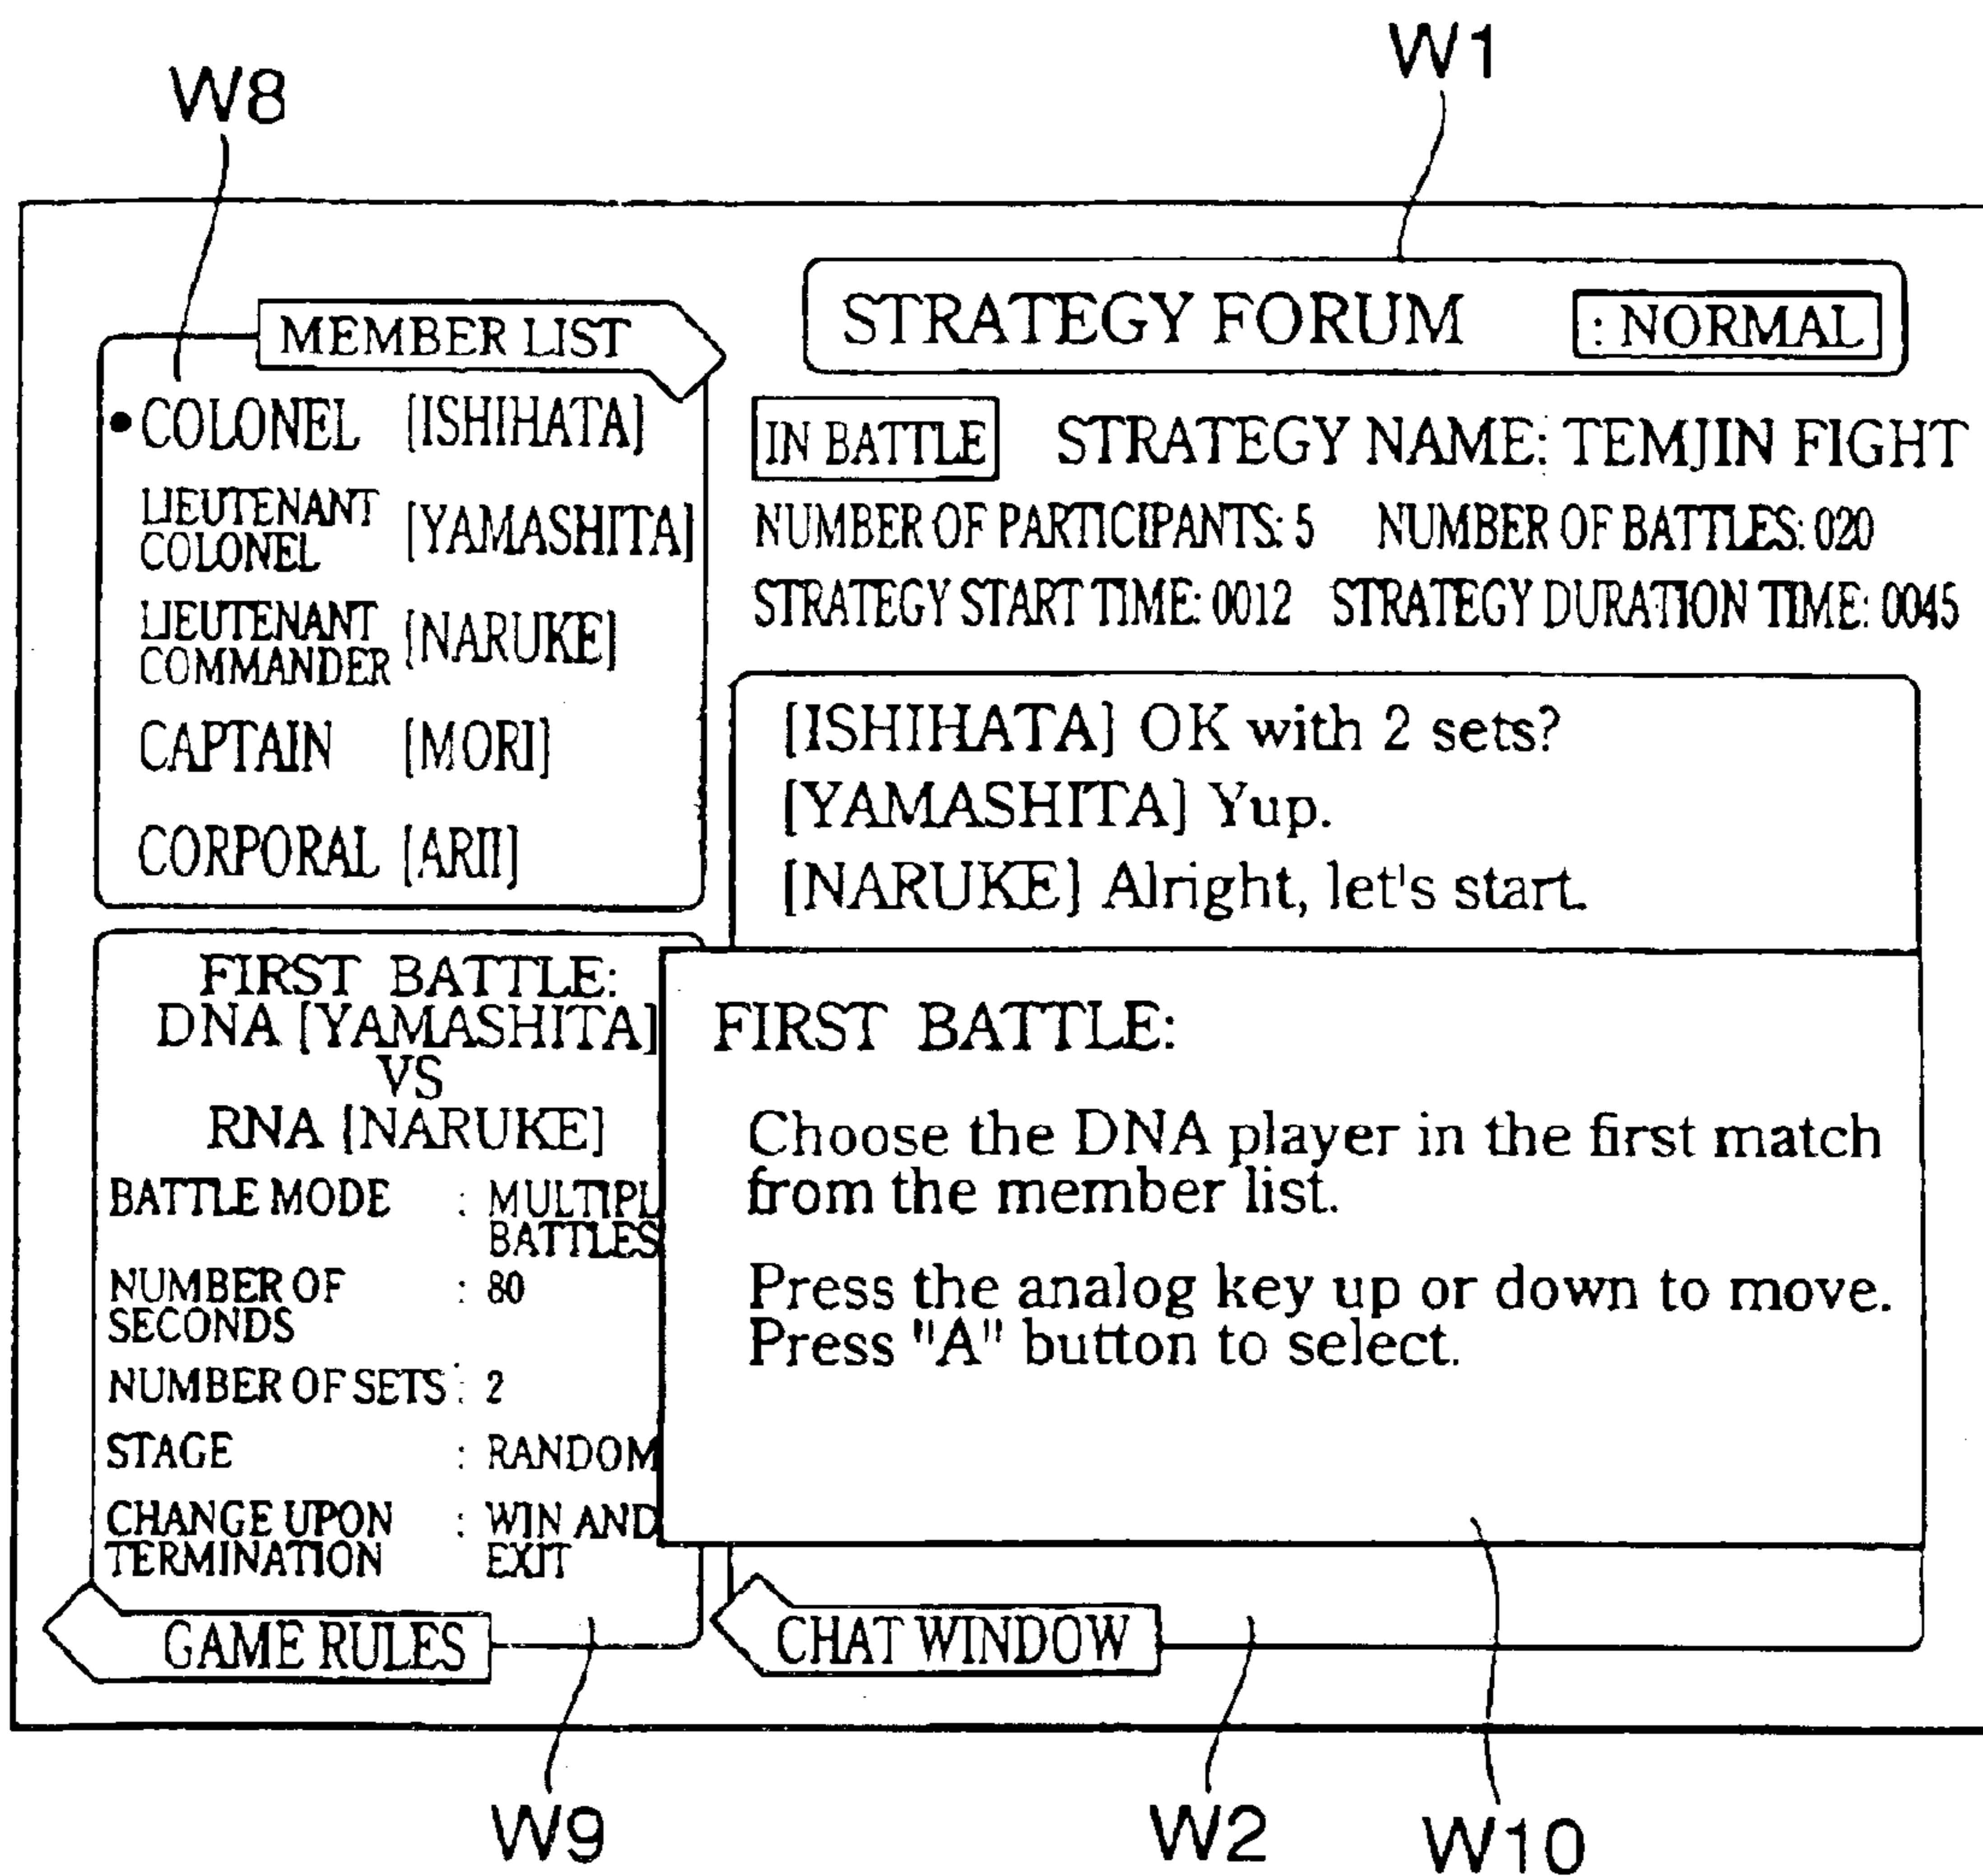 W8
W1
MEMBER LIST
• COLONEL [ISHIHATA]
LIEUTENANT COLONEL [YAMASHITA]
LIEUTENANT COMMANDER [NARUKE]
CAPTAIN [MORI]
CORPORAL [ARII]
STRATEGY FORUM : NORMAL
IN BATTLE STRATEGY NAME: TEMJIN FIGHT
NUMBER OF PARTICIPANTS: 5 NUMBER OF BATTLES: 020
STRATEGY START TIME: 0012 STRATEGY DURATION TIME: 0045
[ISHIHATA] OK with 2 sets?
[YAMASHITA] Yup.
[NARUKE] Alright, let's start.
FIRST BATTLE:
DNA [YAMASHITA]
VS
RNA [NARUKE]
BATTLE MODE : MULTIPL
BATTLES
NUMBER OF : 80
SECONDS
NUMBER OF SETS : 2
STAGE : RANDOM
CHANGE UPON : WIN AND
TERMINATION EXIT
GAME RULES
FIRST BATTLE:
Choose the DNA player in the first match
from the member list.
Press the analog key up or down to move.
Press "A" button to select.
CHAT WINDOW
W9
W2
W10